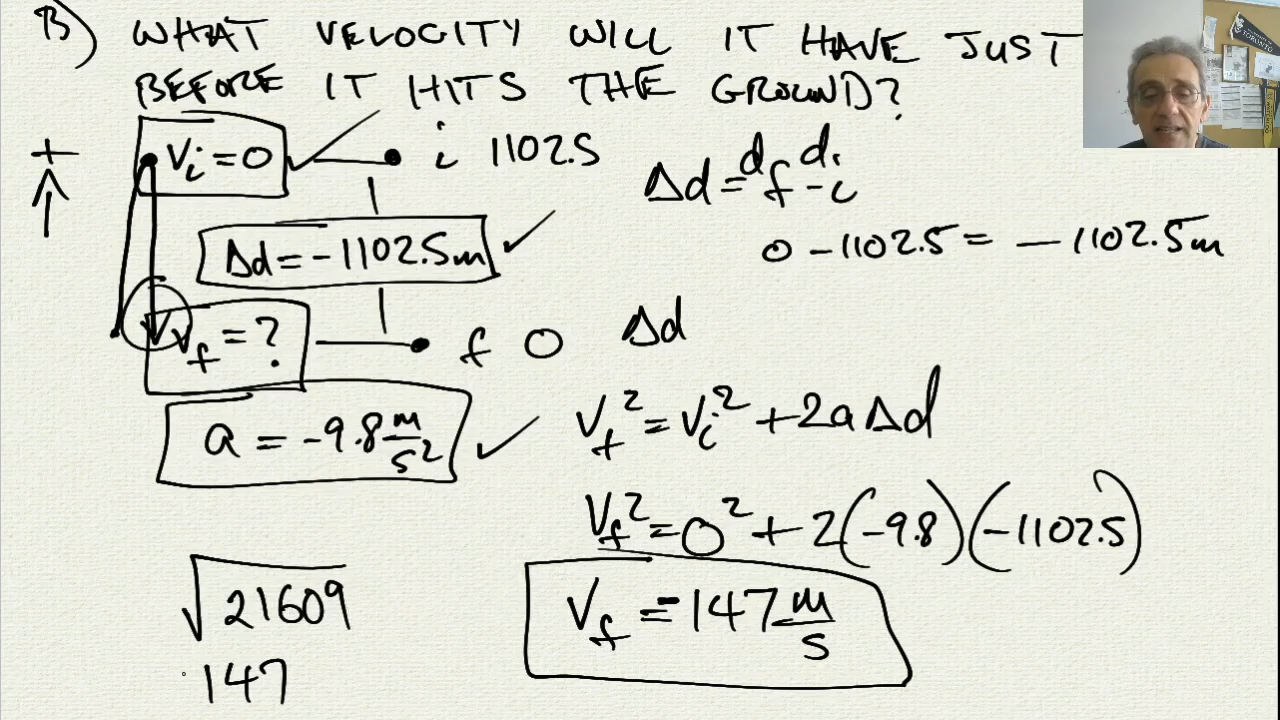 B) WHAT VELOCITY WILL IT HAVE JUST
BEFORE IT HITS THE GROUND?
+
Vi = 0
i 1102.5
Δd = df - di
0 - 1102.5 = - 1102.5m
Δd = -1102.5m
Vf = ?
f 0
Δd
a = -9.8 m/s²
Vf² = Vi² + 2aΔd
Vf² = 0² + 2(-9.8)(-1102.5)
√21609
147
Vf = -147 m/s
TORONTO